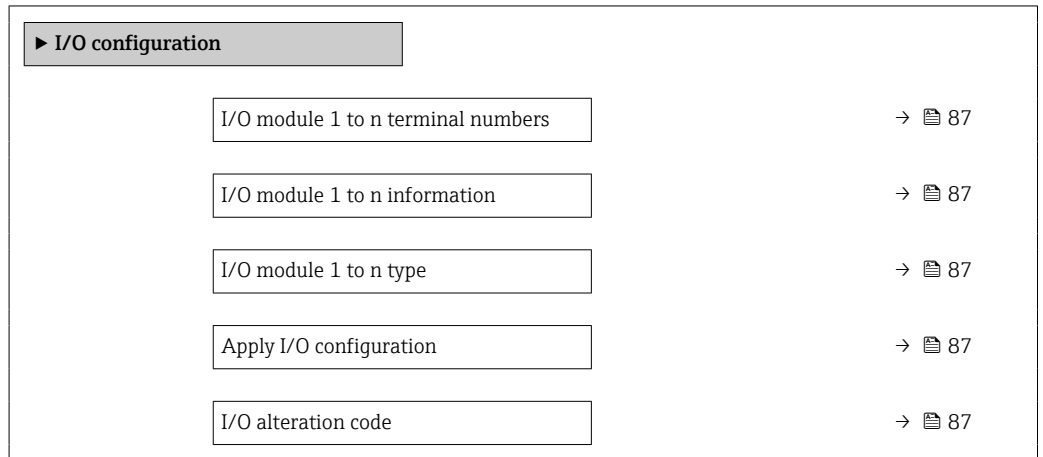 ► I/O configuration
I/O module 1 to n terminal numbers → 87
I/O module 1 to n information → 87
I/O module 1 to n type → 87
Apply I/O configuration → 87
I/O alteration code → 87